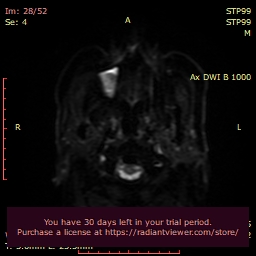 Im: 28/52
Se: 4
A
STP99
STP99
M
Ax DWI B 1000
R
L
You have 30 days left in your trial period.
Purchase a license at https://radiantviewer.com/store/